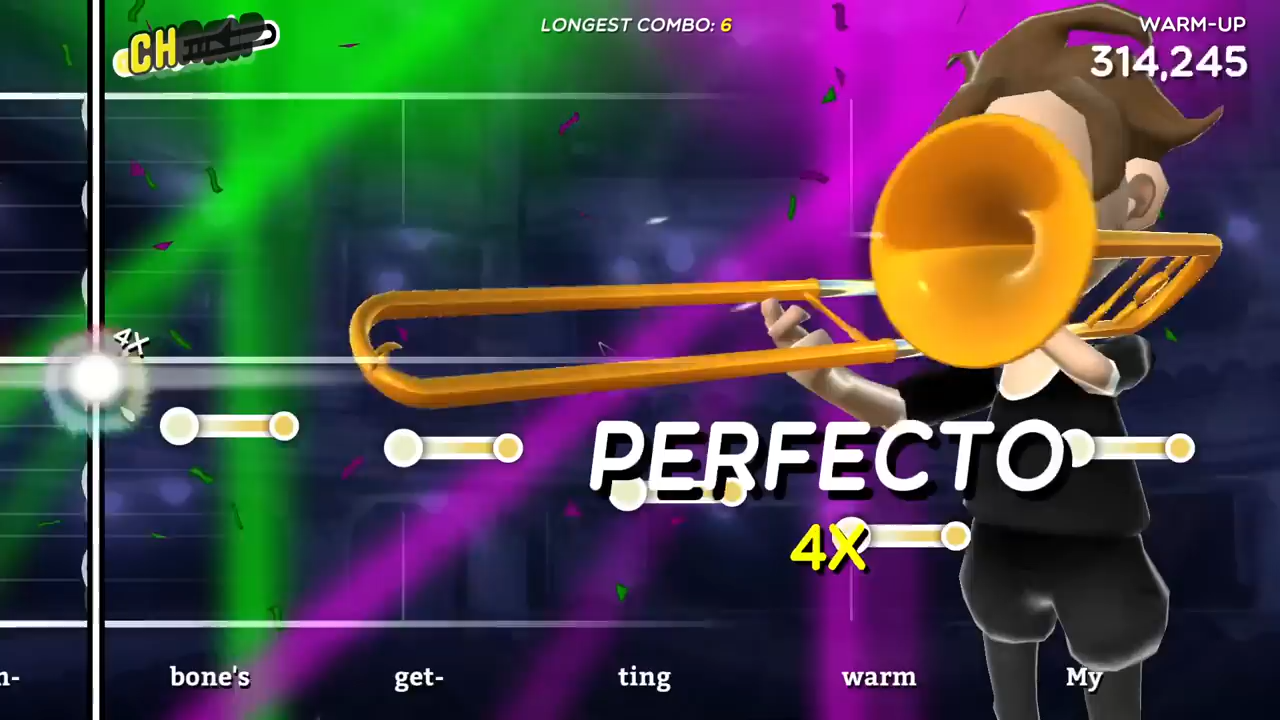 CH
LONGEST COMBO: 6
WARM-UP
314,245
4X
PERFECTO
4X
n- bone's get- ting warm My